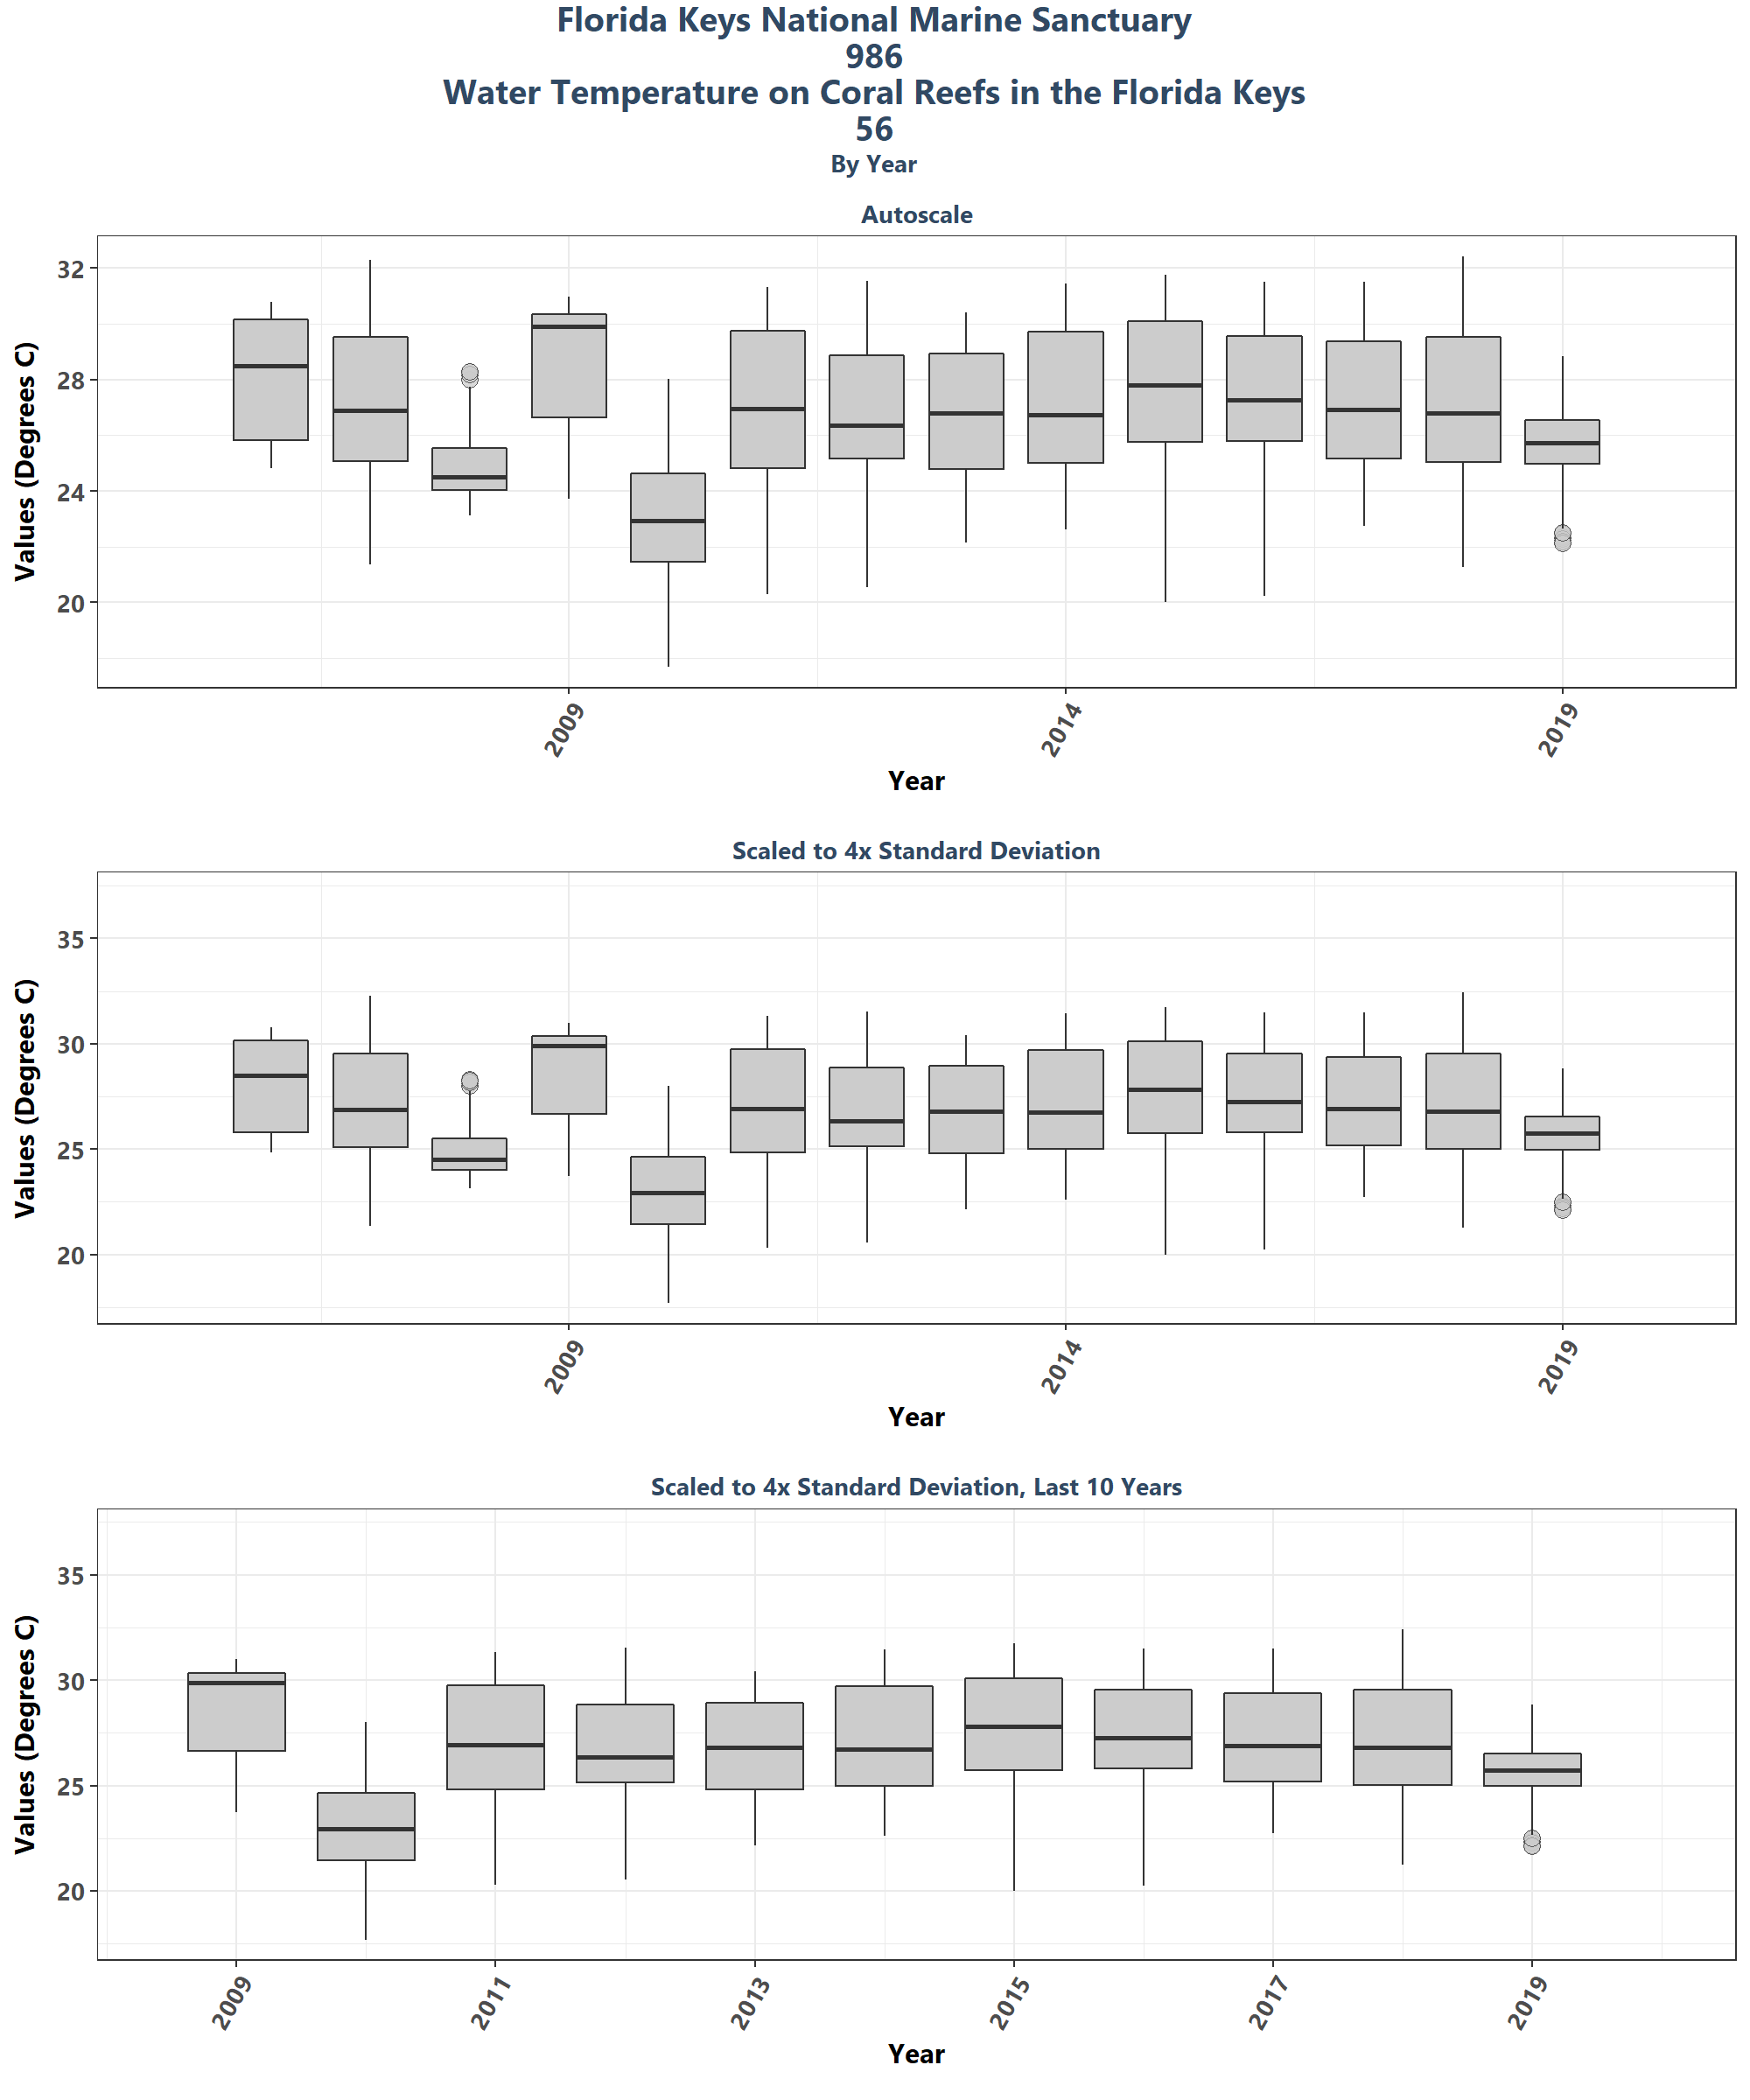 Florida Keys National Marine Sanctuary
986
Water Temperature on Coral Reefs in the Florida Keys
56
By Year
Autoscale
Values (Degrees C)
32
28
24
20
2009
2014
2019
Year
Scaled to 4x Standard Deviation
Values (Degrees C)
35
30
25
20
2009
2014
2019
Year
Scaled to 4x Standard Deviation, Last 10 Years
Values (Degrees C)
35
30
25
20
2009
2011
2013
2015
2017
2019
Year